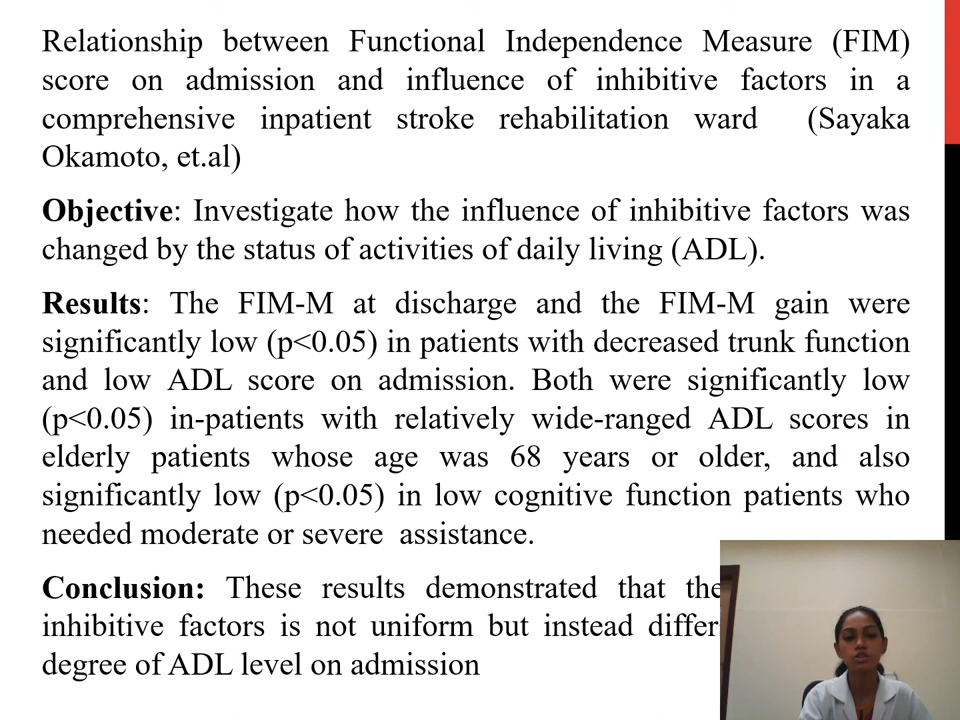 Relationship between Functional Independence Measure (FIM)
score on admission and influence of inhibitive factors in a
comprehensive inpatient stroke rehabilitation ward (Sayaka
Okamoto, et.al)
Objective: Investigate how the influence of inhibitive factors was
changed by the status of activities of daily living (ADL).
Results: The FIM-M at discharge and the FIM-M gain were
significantly low (p<0.05) in patients with decreased trunk function
and low ADL score on admission. Both were significantly low
(p<0.05) in-patients with relatively wide-ranged ADL scores in
elderly patients whose age was 68 years or older, and also
significantly low (p<0.05) in low cognitive function patients who
needed moderate or severe assistance.
Conclusion: These results demonstrated that the
inhibitive factors is not uniform but instead differ
degree of ADL level on admission